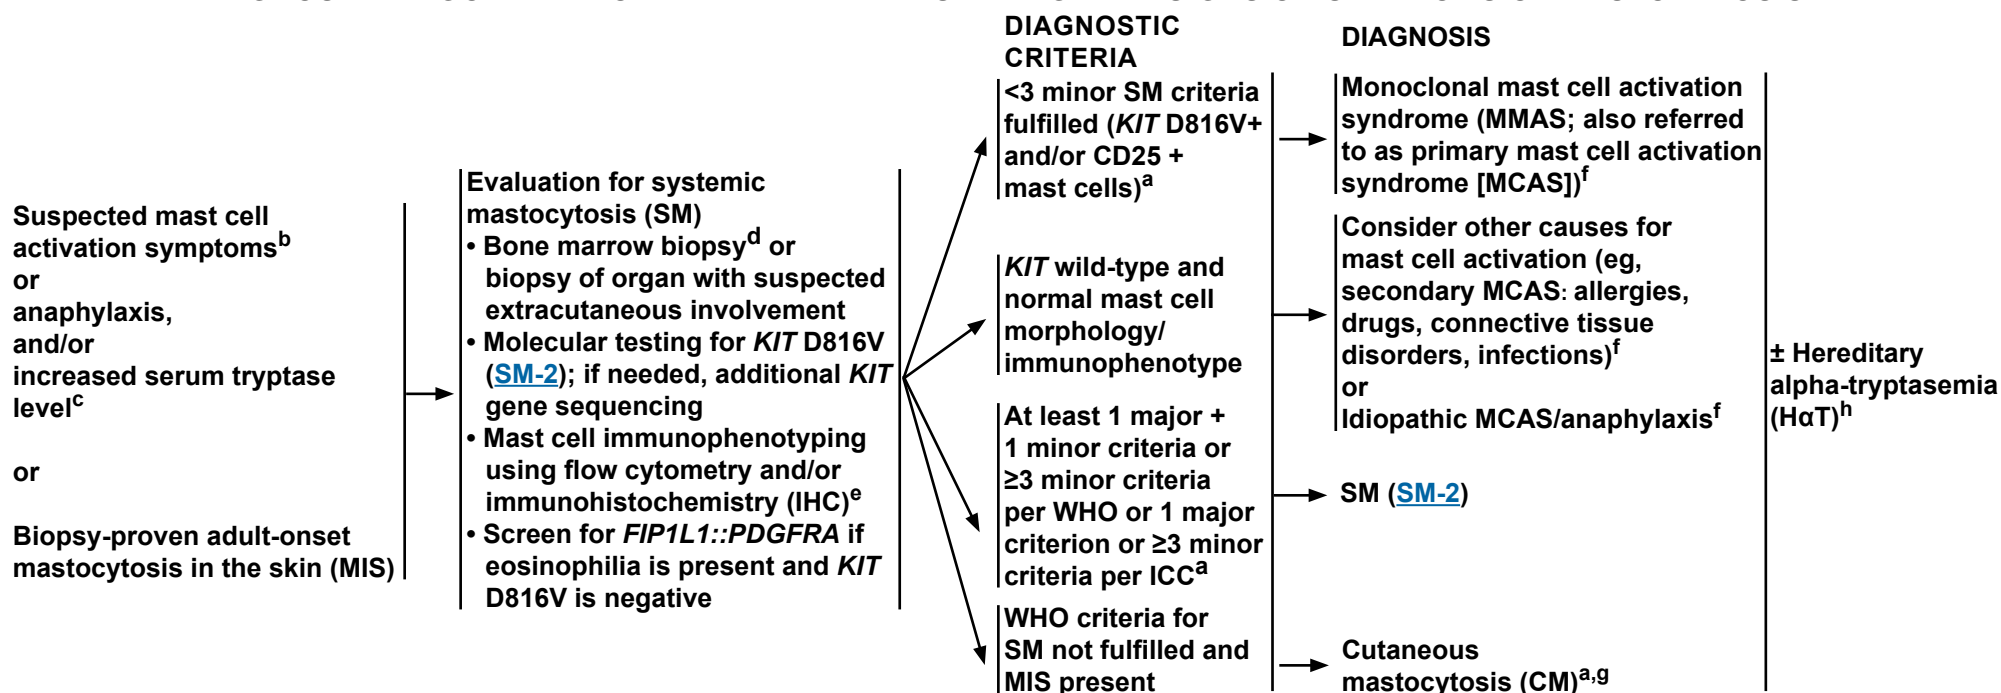 Suspected mast cell
activation symptomsb
or
anaphylaxis,
and/or
increased serum tryptase
levelc
or
Biopsy-proven adult-onset
mastocytosis in the skin (MIS)
Evaluation for systemic
mastocytosis (SM)
• Bone marrow biopsyd or
biopsy of organ with suspected
extracutaneous involvement
• Molecular testing for KIT D816V
(SM-2); if needed, additional KIT
gene sequencing
• Mast cell immunophenotyping
using flow cytometry and/or
immunohistochemistry (IHC)e
• Screen for FIP1L1::PDGFRA if
eosinophilia is present and KIT
D816V is negative
DIAGNOSTIC
CRITERIA
<3 minor SM criteria
fulfilled (KIT D816V+
and/or CD25 +
mast cells)a
KIT wild-type and
normal mast cell
morphology/
immunophenotype
At least 1 major +
1 minor criteria or
≥3 minor criteria
per WHO or 1 major
criterion or ≥3 minor
criteria per ICCa
WHO criteria for
SM not fulfilled and
MIS present
DIAGNOSIS
Monoclonal mast cell activation
syndrome (MMAS; also referred
to as primary mast cell activation
syndrome [MCAS])f
Consider other causes for
mast cell activation (eg,
secondary MCAS: allergies,
drugs, connective tissue
disorders, infections)f
or
Idiopathic MCAS/anaphylaxisf
SM (SM-2)
Cutaneous
mastocytosis (CM)a,g
± Hereditary
alpha-tryptasemia
(HαT)h